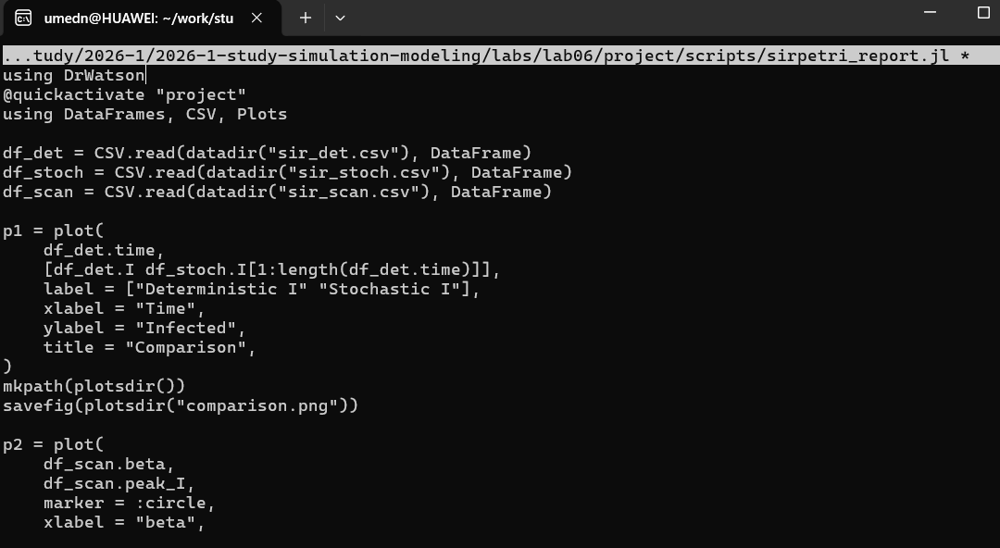 umedn@HUAWEI: ~/work/stu
...tudy/2026-1/2026-1-study-simulation-modeling/labs/lab06/project/scripts/sirpetri_report.jl *
using DrWatson
@quickactivate "project"
using DataFrames, CSV, Plots

df_det = CSV.read(datadir("sir_det.csv"), DataFrame)
df_stoch = CSV.read(datadir("sir_stoch.csv"), DataFrame)
df_scan = CSV.read(datadir("sir_scan.csv"), DataFrame)

p1 = plot(
    df_det.time,
    [df_det.I df_stoch.I[1:length(df_det.time)]],
    label = ["Deterministic I" "Stochastic I"],
    xlabel = "Time",
    ylabel = "Infected",
    title = "Comparison",
)
mkpath(plotsdir())
savefig(plotsdir("comparison.png"))

p2 = plot(
    df_scan.beta,
    df_scan.peak_I,
    marker = :circle,
    xlabel = "beta",